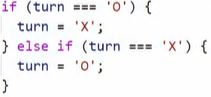 if (turn === 'O') {
  turn = 'X';
} else if (turn === 'X') {
  turn = 'O';
}